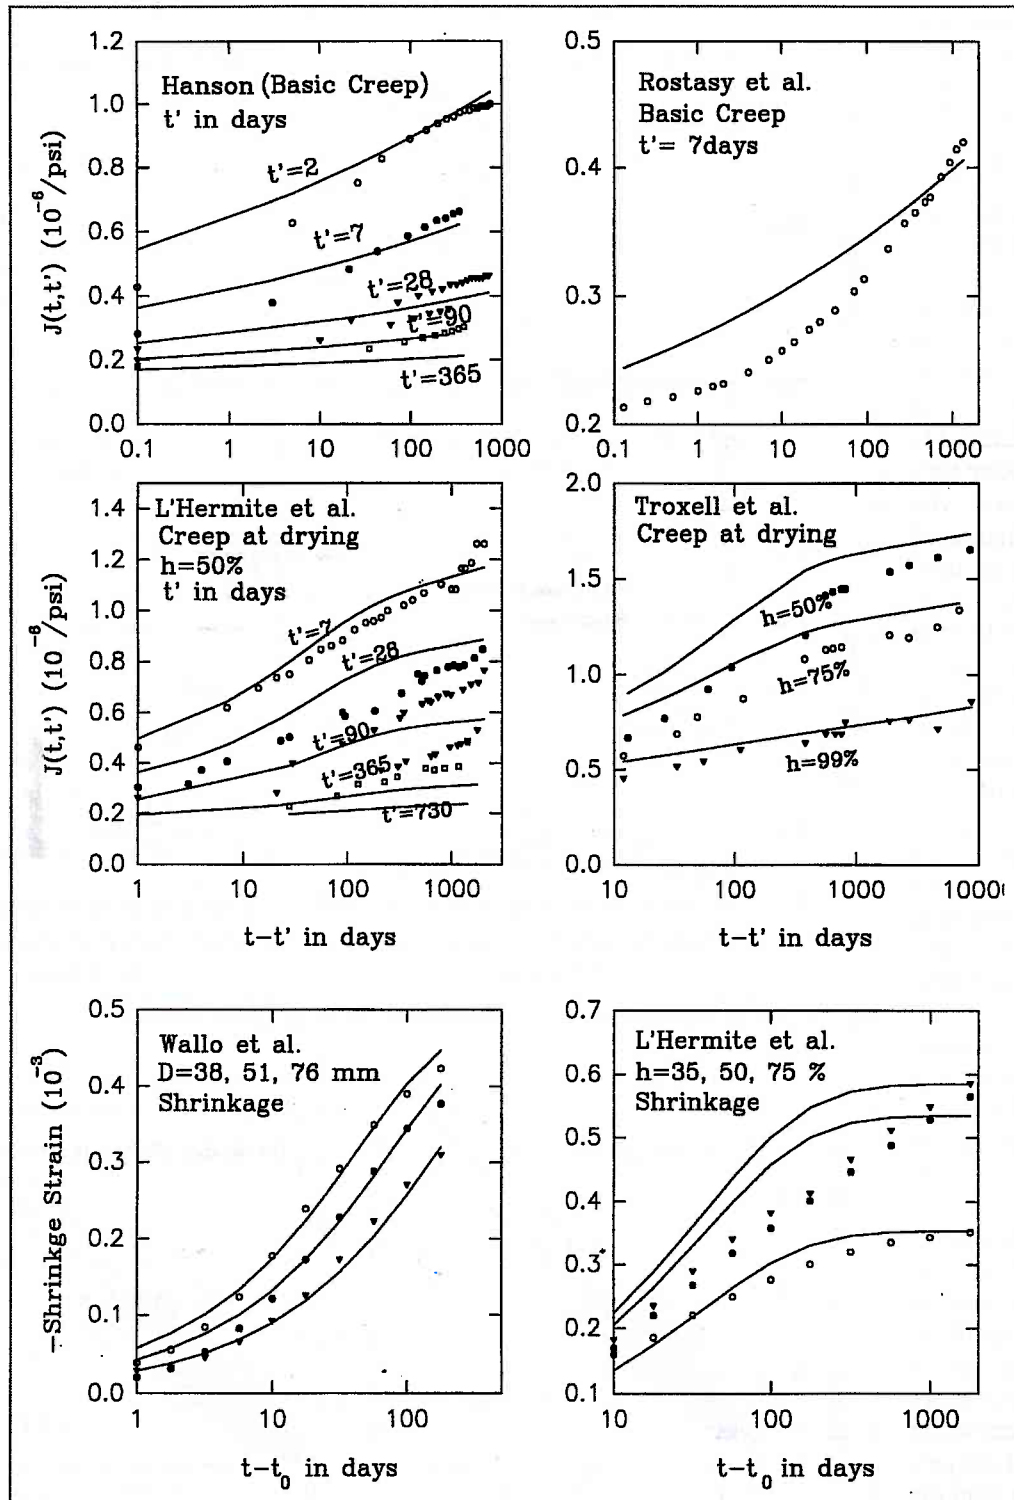 1.2
1.0
0.8
0.6
0.4
0.2
0.0
J(t,t') (10⁻⁶/psi)
Hanson (Basic Creep)
t' in days
t'=2
t'=7
t'=28
t'=90
t'=365
0.1 1 10 100 1000
0.5
0.4
0.3
0.2
Rostasy et al.
Basic Creep
t'= 7days
0.1 1 10 100 1000
1.4
1.2
1.0
0.8
0.6
0.4
0.2
0.0
J(t,t') (10⁻⁶/psi)
L'Hermite et al.
Creep at drying
h=50%
t' in days
t'=7
t'=28
t'=90
t'=365
t'=730
1 10 100 1000
t−t' in days
2.0
1.5
1.0
0.5
0.0
Troxell et al.
Creep at drying
h=50%
h=75%
h=99%
10 100 1000
t−t' in days
0.5
0.4
0.3
0.2
0.1
0.0
−Shrinkge Strain (10⁻³)
Wallo et al.
D=38, 51, 76 mm
Shrinkage
1 10 100
t−t₀ in days
0.7
0.6
0.5
0.4
0.3
0.2
0.1
L'Hermite et al.
h=35, 50, 75 %
Shrinkage
10 100 1000
t−t₀ in days